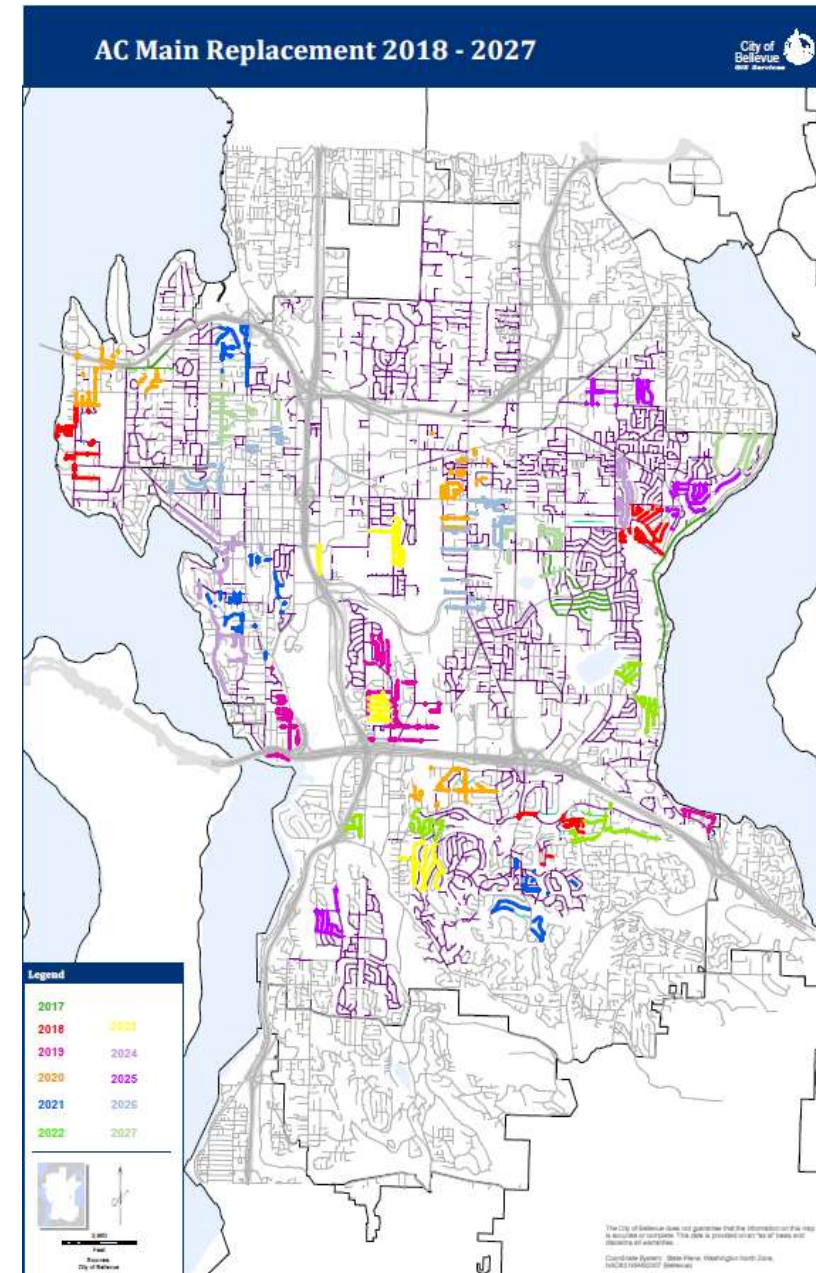 AC Main Replacement 2018 - 2027
City of
Bellevue
GIS Services
Legend
2017
2018 2023
2019 2024
2020 2025
2021 2026
2022 2027
Feet
Source:
City of Bellevue
The City of Bellevue does not guarantee that the information on this map
is accurate or complete. This data is provided on an "as is" basis and
disclaims all warranties.
Coordinate System: State Plane, Washington North Zone,